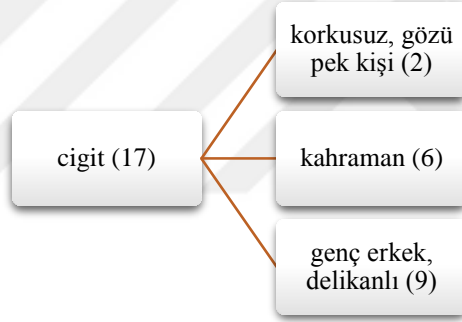 cigit (17)
korkusuz, gözü
pek kişi (2)
kahraman (6)
genç erkek,
delikanlı (9)